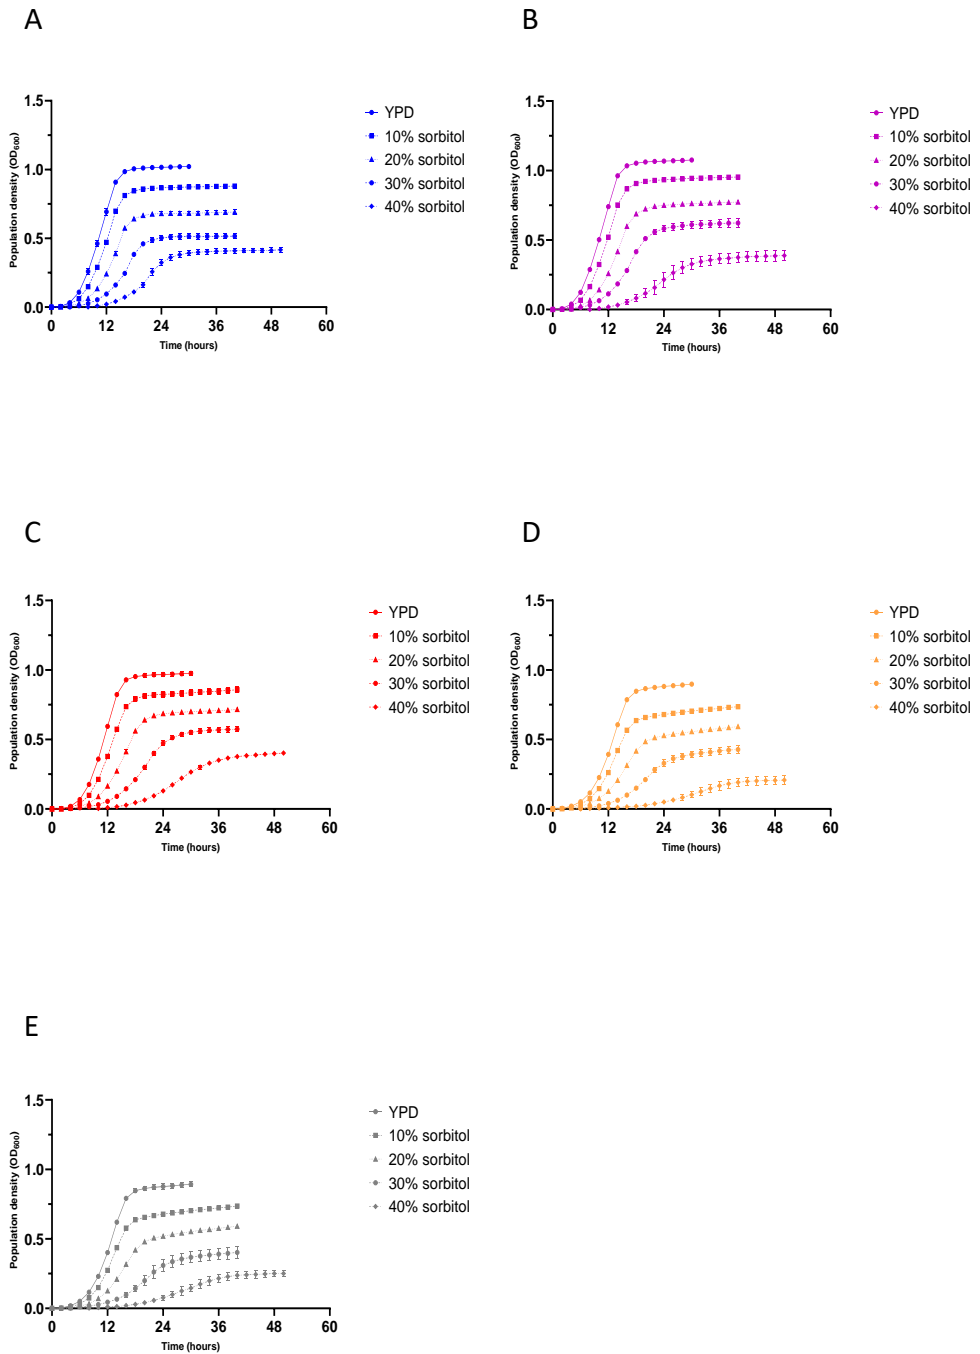 A
Population density (OD600)
1.5
1.0
0.5
0.0
0 12 24 36 48 60
Time (hours)
YPD
10% sorbitol
20% sorbitol
30% sorbitol
40% sorbitol
B
Population density (OD600)
1.5
1.0
0.5
0.0
0 12 24 36 48 60
Time (hours)
YPD
10% sorbitol
20% sorbitol
30% sorbitol
40% sorbitol
C
Population density (OD600)
1.5
1.0
0.5
0.0
0 12 24 36 48 60
Time (hours)
YPD
10% sorbitol
20% sorbitol
30% sorbitol
40% sorbitol
D
Population density (OD600)
1.5
1.0
0.5
0.0
0 12 24 36 48 60
Time (hours)
YPD
10% sorbitol
20% sorbitol
30% sorbitol
40% sorbitol
E
Population density (OD600)
1.5
1.0
0.5
0.0
0 12 24 36 48 60
Time (hours)
YPD
10% sorbitol
20% sorbitol
30% sorbitol
40% sorbitol